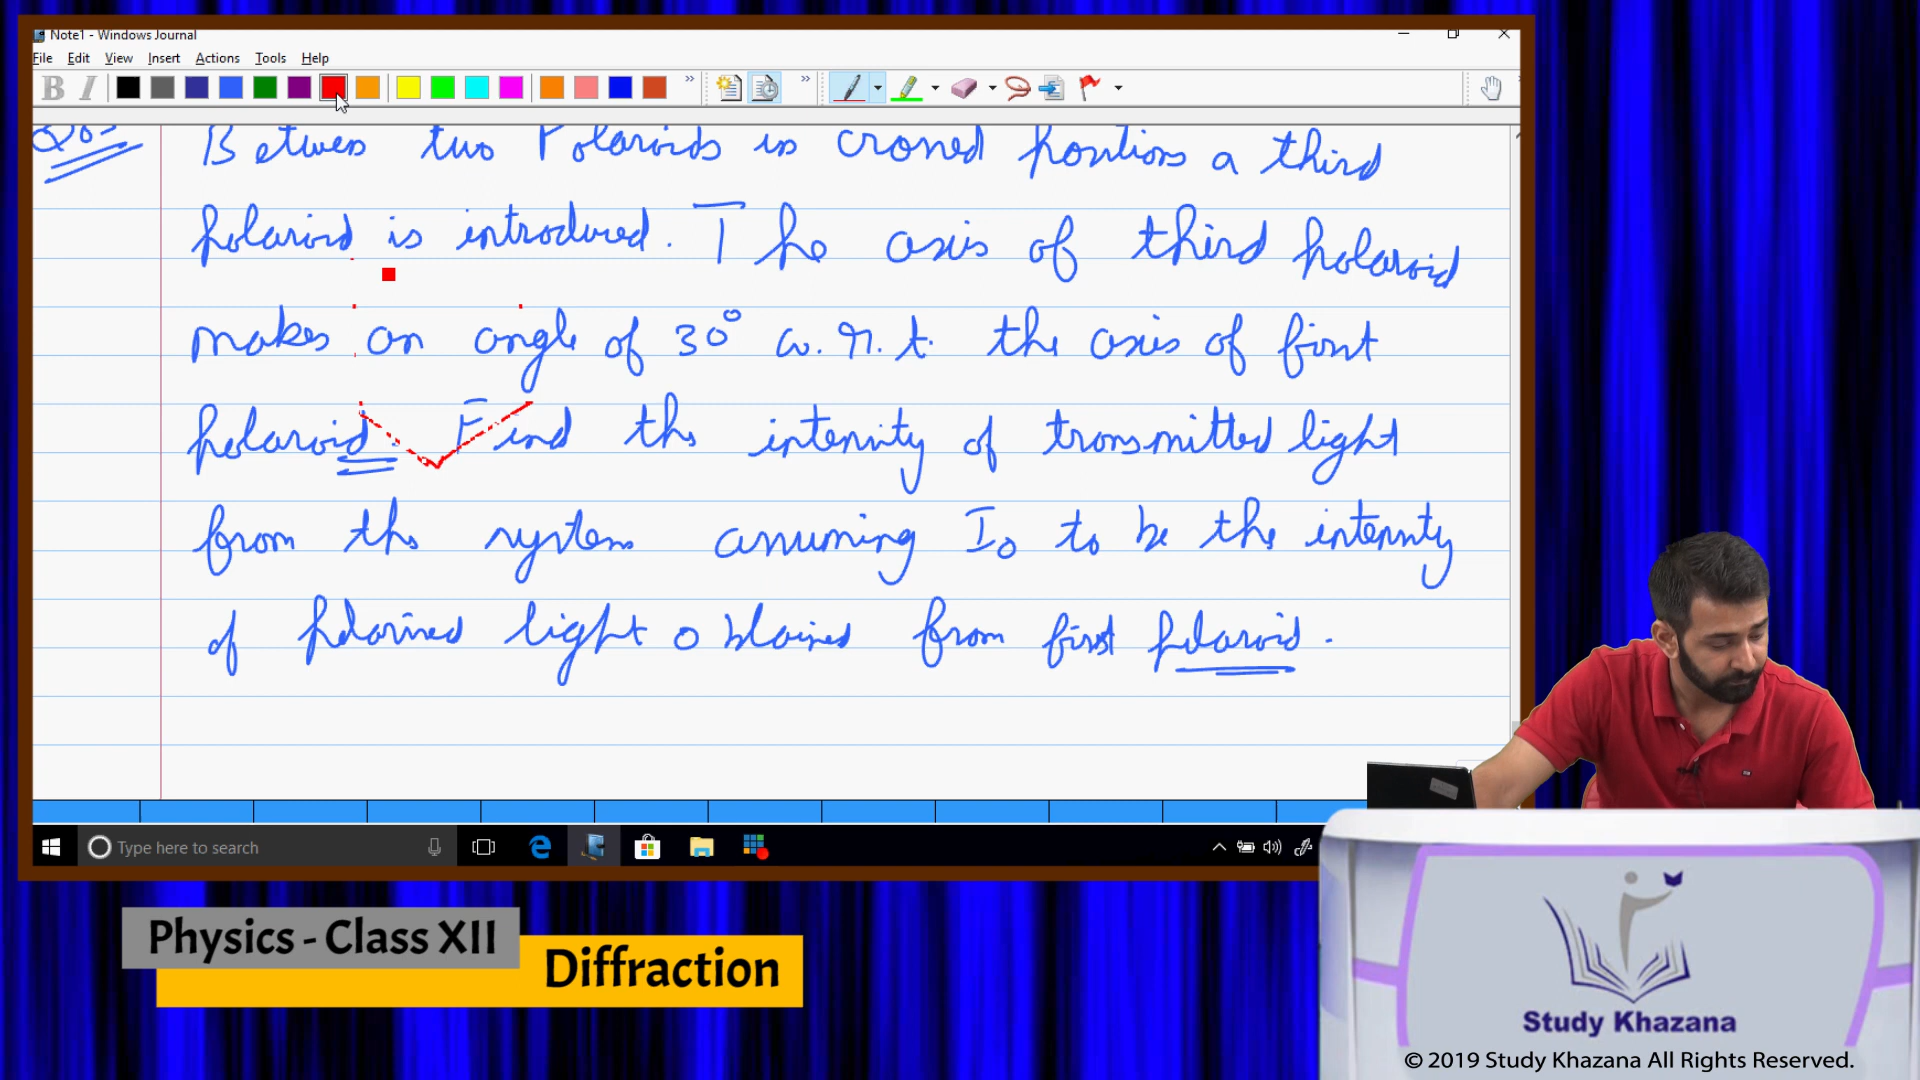 Note1 - Windows Journal
File Edit View Insert Actions Tools Help
B I
Between two Polaroids in crossed positions a third
polaroid is introduced. The axis of third polaroid
makes an angle of 30° w.r.t. the axis of first
polaroid. Find the intensity of transmitted light
from the system assuming I₀ to be the intensity
of polarised light obtained from first polaroid.
Type here to search
Physics - Class XII
Diffraction
Study Khazana
© 2019 Study Khazana All Rights Reserved.